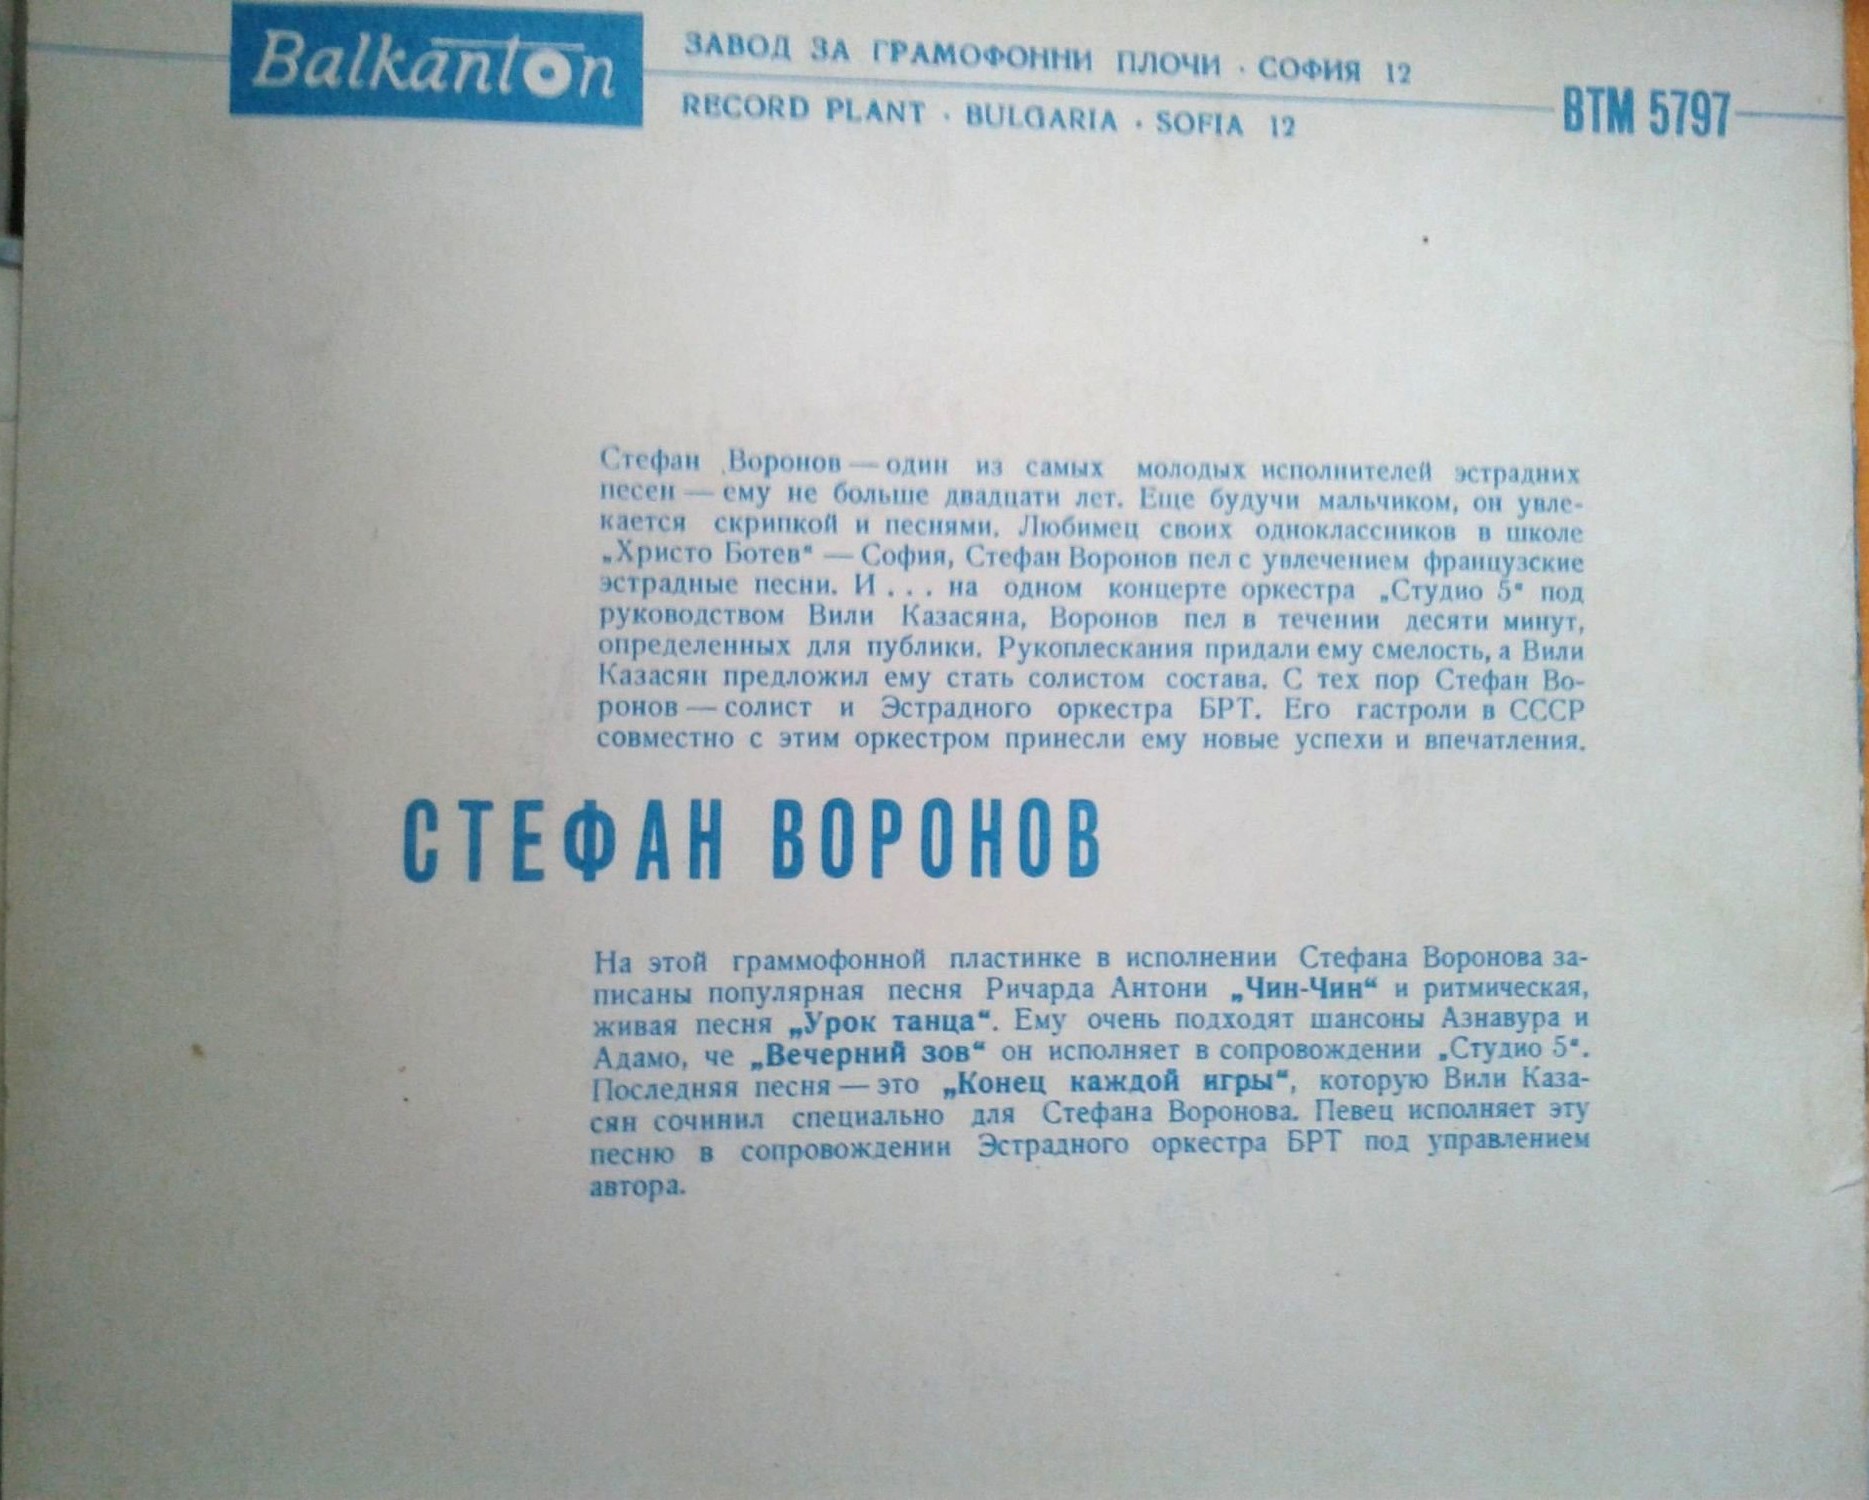 Balkanton
ЗАВОД ЗА ГРАМОФОННИ ПЛОЧИ · СОФИЯ 12
RECORD PLANT · BULGARIA · SOFIA 12
ВТМ 5797
Стефан Воронов — один из самых молодых исполнителей эстрадних
песен — ему не больше двадцати лет. Еще будучи мальчиком, он увле-
кается скрипкой и песнями. Любимец своих одноклассников в школе
„Христо Ботев“ — София, Стефан Воронов пел с увлечением французские
эстрадные песни. И . . . на одном концерте оркестра „Студио 5“ под
руководством Вили Казасяна, Воронов пел в течении десяти минут,
определенных для публики. Рукоплескания придали ему смелость, а Вили
Казасян предложил ему стать солистом состава. С тех пор Стефан Во-
ронов — солист и Эстрадного оркестра БРТ. Его гастроли в СССР
совместно с этим оркестром принесли ему новые успехи и впечатления.
СТЕФАН ВОРОНОВ
На этой граммофонной пластинке в исполнении Стефана Воронова за-
писаны популярная песня Ричарда Антони „Чин-Чин“ и ритмическая,
живая песня „Урок танца“. Ему очень подходят шансоны Азнавура и
Адамо, че „Вечерний зов“ он исполняет в сопровождении „Студио 5“.
Последняя песня — это „Конец каждой игры“, которую Вили Каза-
сян сочинил специально для Стефана Воронова. Певец исполняет эту
песню в сопровождении Эстрадного оркестра БРТ под управлением
автора.